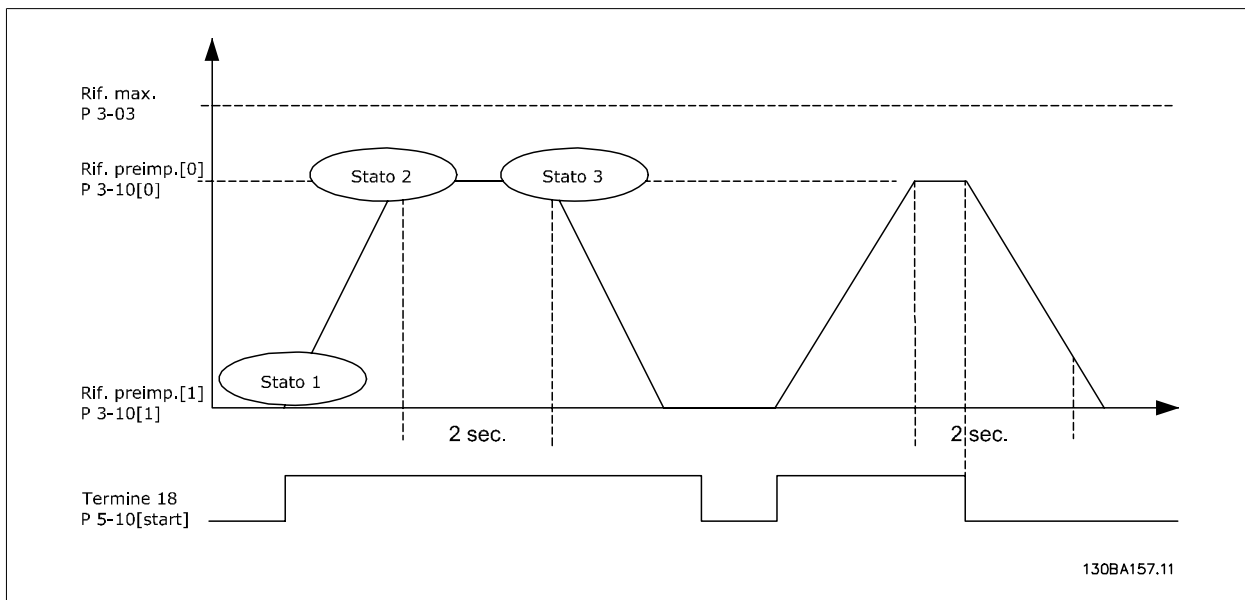 Rif. max.
P 3-03
Rif. preimp.[0]
P 3-10[0]
Stato 2
Stato 3
Stato 1
Rif. preimp.[1]
P 3-10[1]
2 sec.
2 sec.
Termine 18
P 5-10[start]
130BA157.11